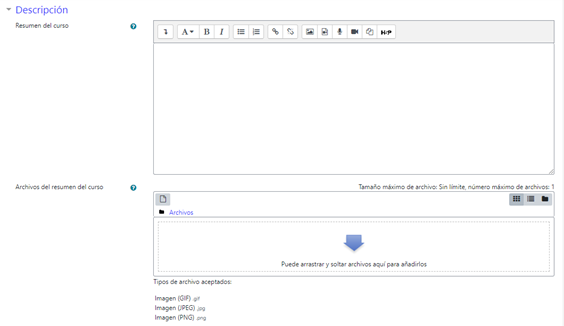 Descripción
Resumen del curso
A B I H-P
Archivos del resumen del curso
Tamaño máximo de archivo: Sin límite, número máximo de archivos: 1
Archivos
Puede arrastrar y soltar archivos aquí para añadirlos
Tipos de archivo aceptados:
Imagen (GIF) .gif
Imagen (JPEG) .jpg
Imagen (PNG) .png